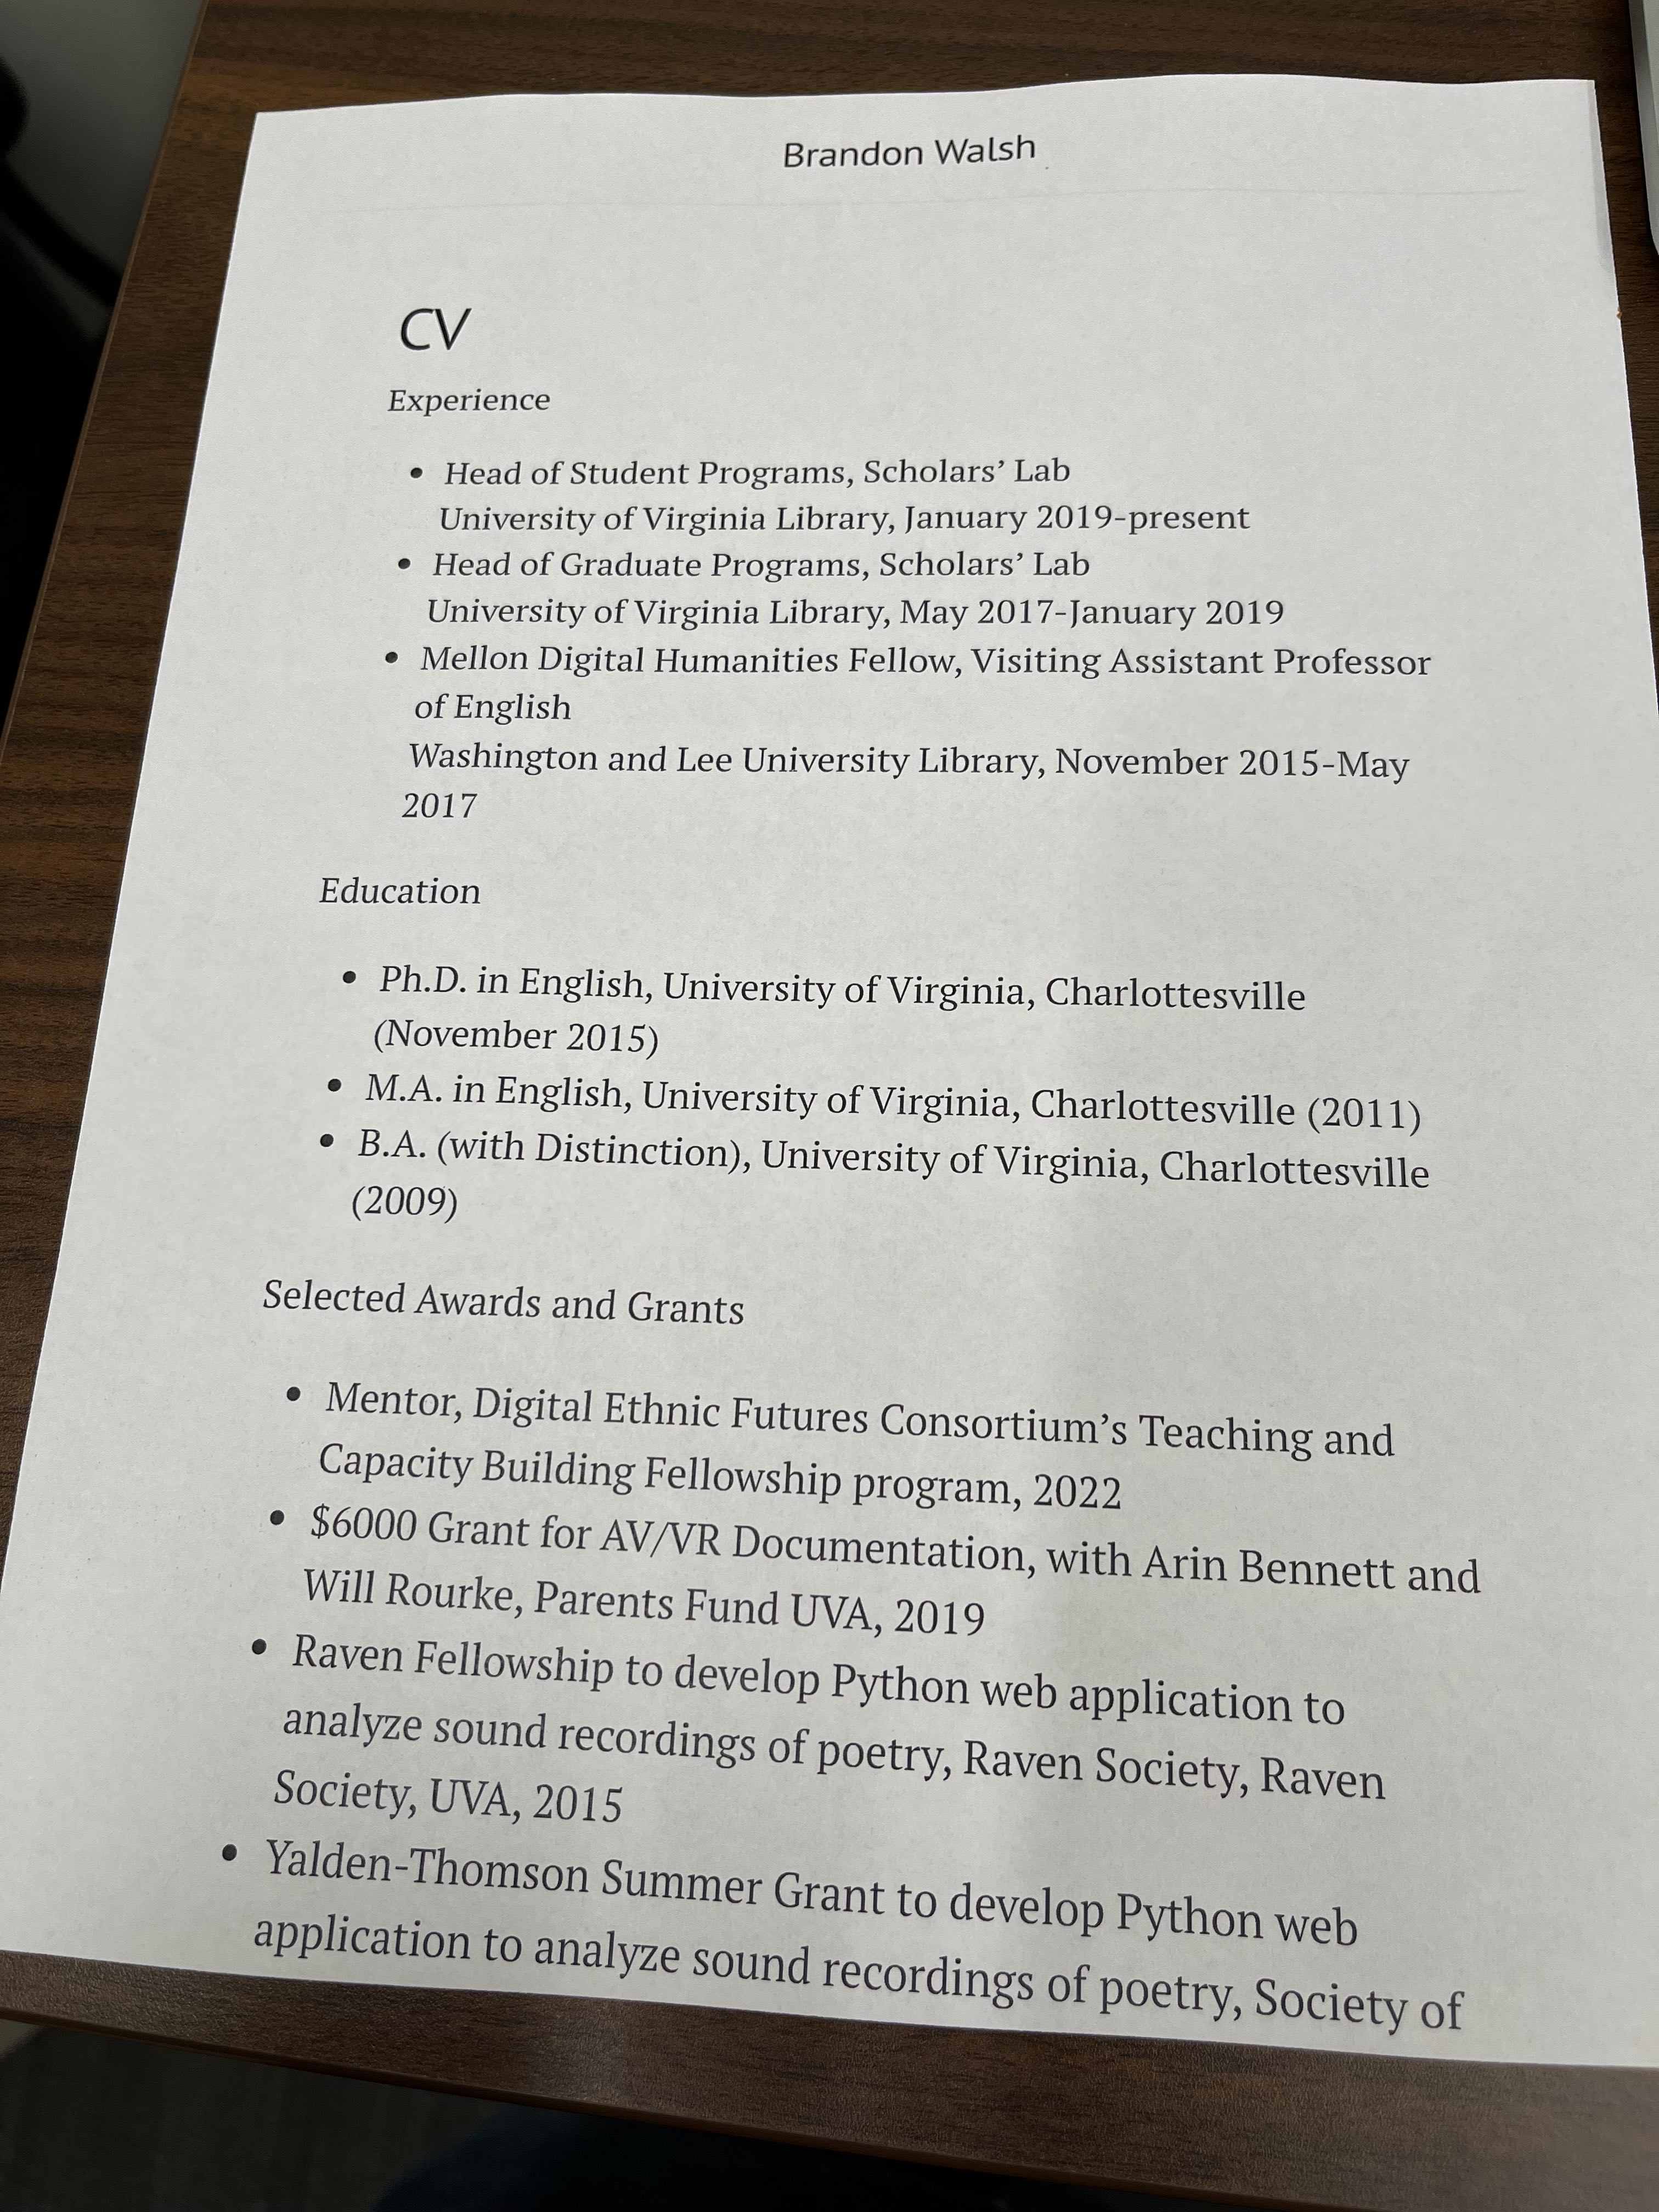 Brandon Walsh
CV
Experience
• Head of Student Programs, Scholars’ Lab
University of Virginia Library, January 2019-present
• Head of Graduate Programs, Scholars’ Lab
University of Virginia Library, May 2017-January 2019
• Mellon Digital Humanities Fellow, Visiting Assistant Professor
of English
Washington and Lee University Library, November 2015-May
2017
Education
• Ph.D. in English, University of Virginia, Charlottesville
(November 2015)
• M.A. in English, University of Virginia, Charlottesville (2011)
• B.A. (with Distinction), University of Virginia, Charlottesville
(2009)
Selected Awards and Grants
• Mentor, Digital Ethnic Futures Consortium’s Teaching and
Capacity Building Fellowship program, 2022
• $6000 Grant for AV/VR Documentation, with Arin Bennett and
Will Rourke, Parents Fund UVA, 2019
• Raven Fellowship to develop Python web application to
analyze sound recordings of poetry, Raven Society, Raven
Society, UVA, 2015
• Yalden-Thomson Summer Grant to develop Python web
application to analyze sound recordings of poetry, Society of